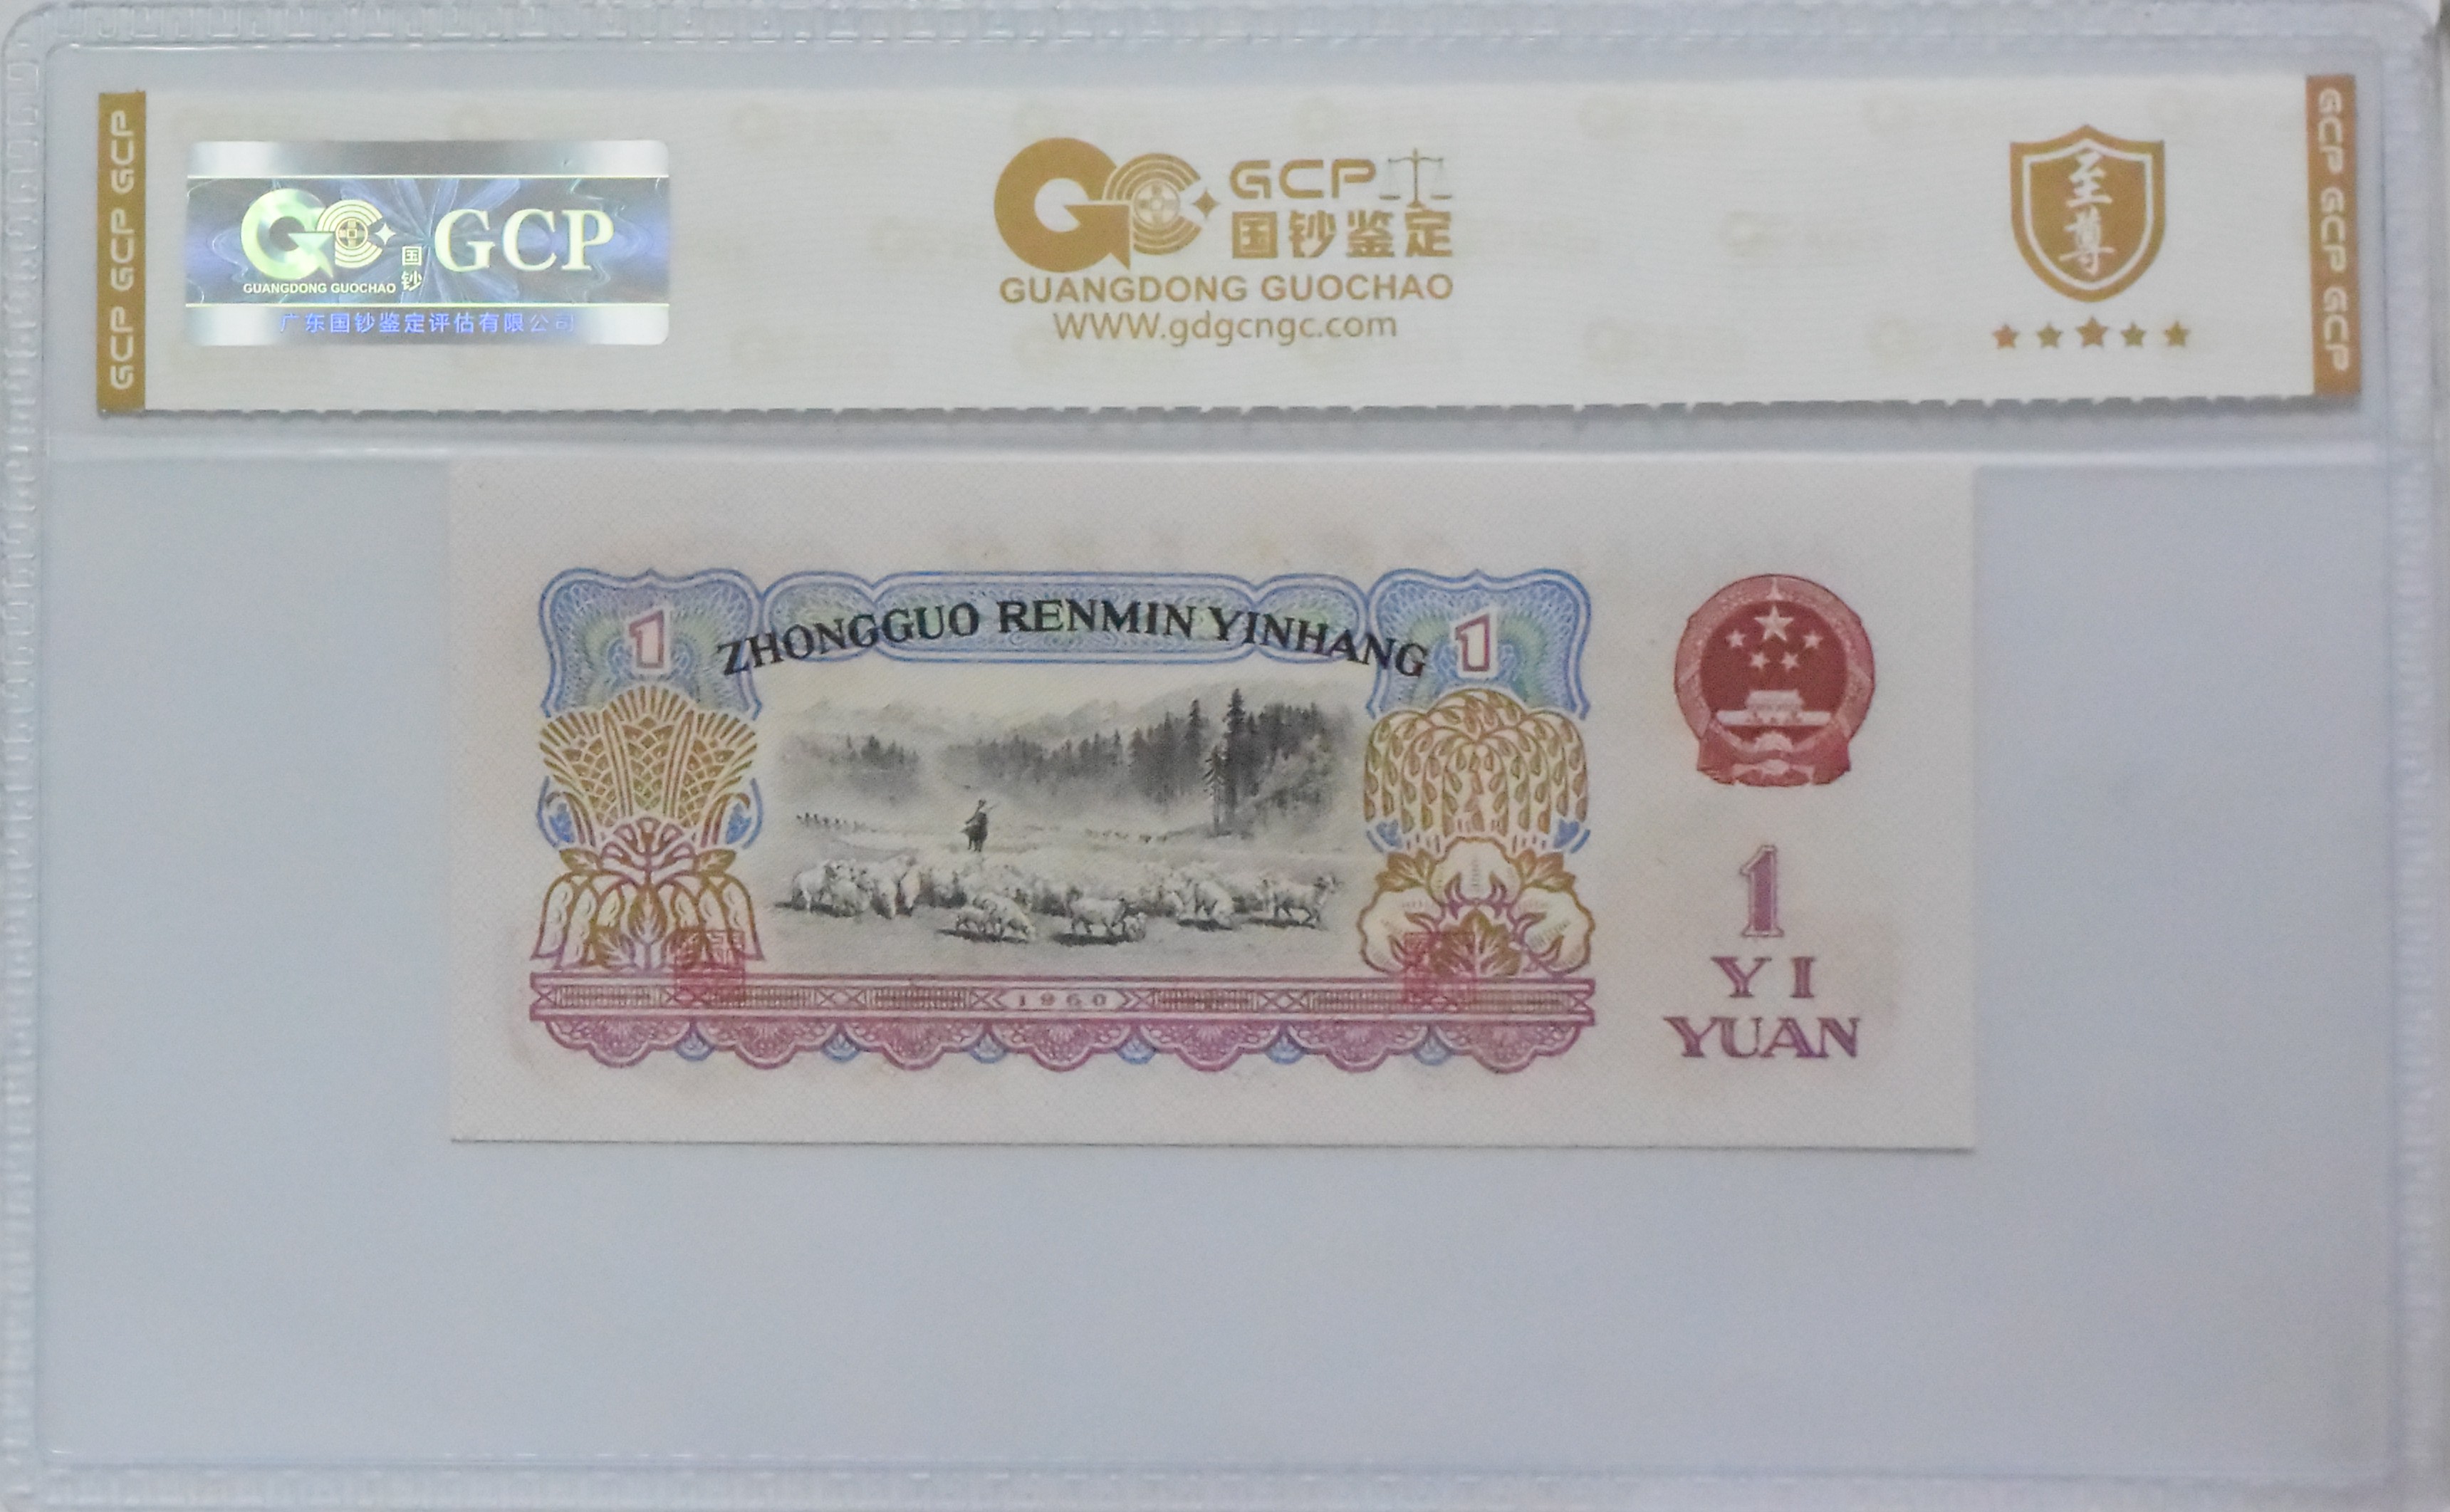 GCP GCP GCP
GCP
国钞
GUANGDONG GUOCHAO
广东国钞鉴定评估有限公司
GCP
国钞鉴定
GUANGDONG GUOCHAO
WWW.gdgcngc.com
至尊
GCP GCP GCP
ZHONGGUO RENMIN YINHANG
1
1
1960
1
YI
YUAN